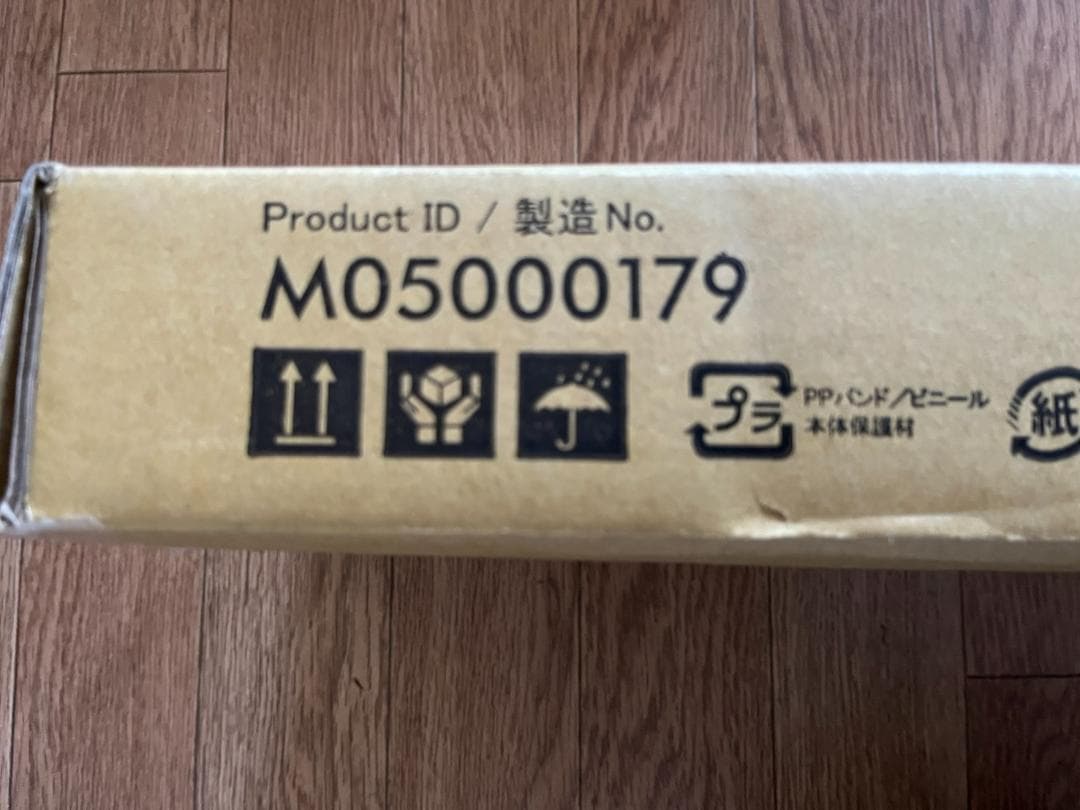 Product ID / 製造No.
M05000179
プラ
PPバンド/ビニール
本体保護材
紙